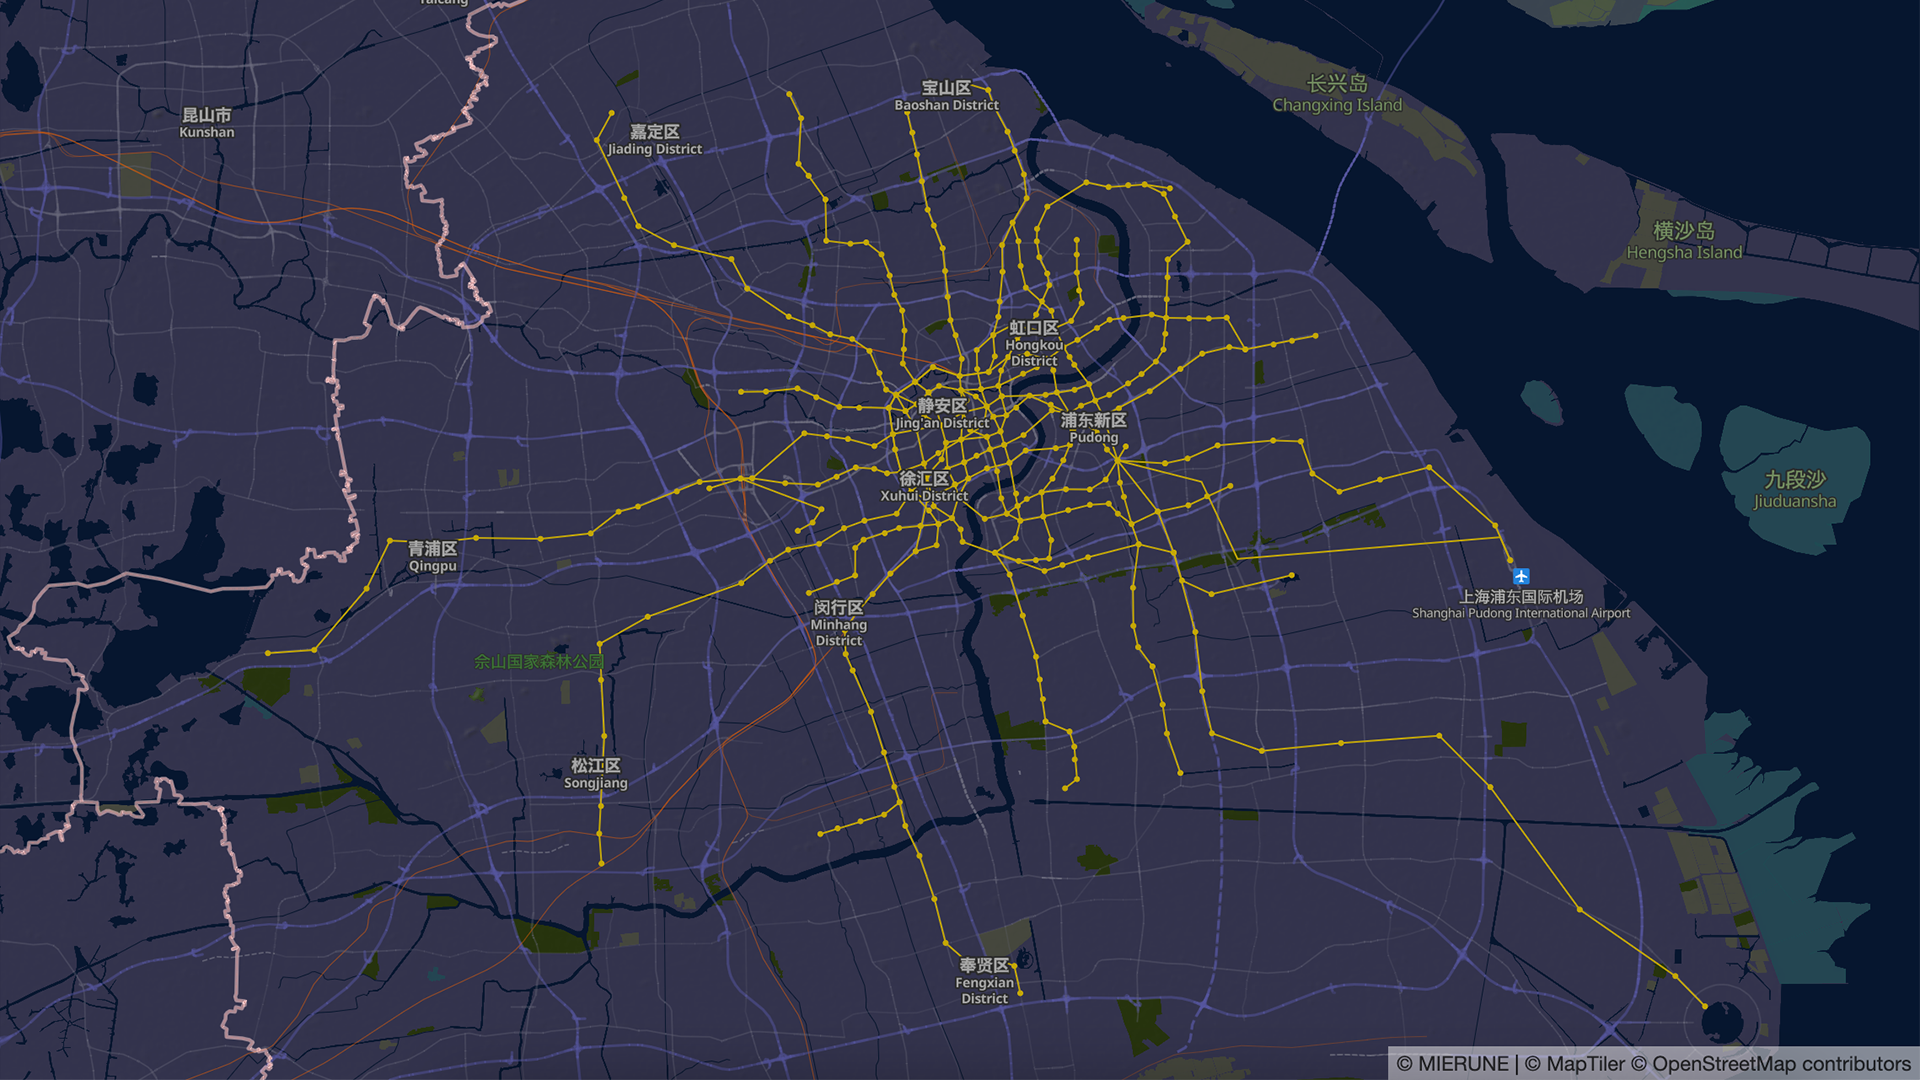 Taicang
宝山区
Baoshan District
长兴岛
Changxing Island
昆山市
Kunshan
嘉定区
Jiading District
横沙岛
Hengsha Island
虹口区
Hongkou
District
静安区
Jing'an District
浦东新区
Pudong
徐汇区
Xuhui District
九段沙
Jiuduansha
青浦区
Qingpu
上海浦东国际机场
Shanghai Pudong International Airport
闵行区
Minhang
District
佘山国家森林公园
松江区
Songjiang
奉贤区
Fengxian
District
© MIERUNE | © MapTiler © OpenStreetMap contributors